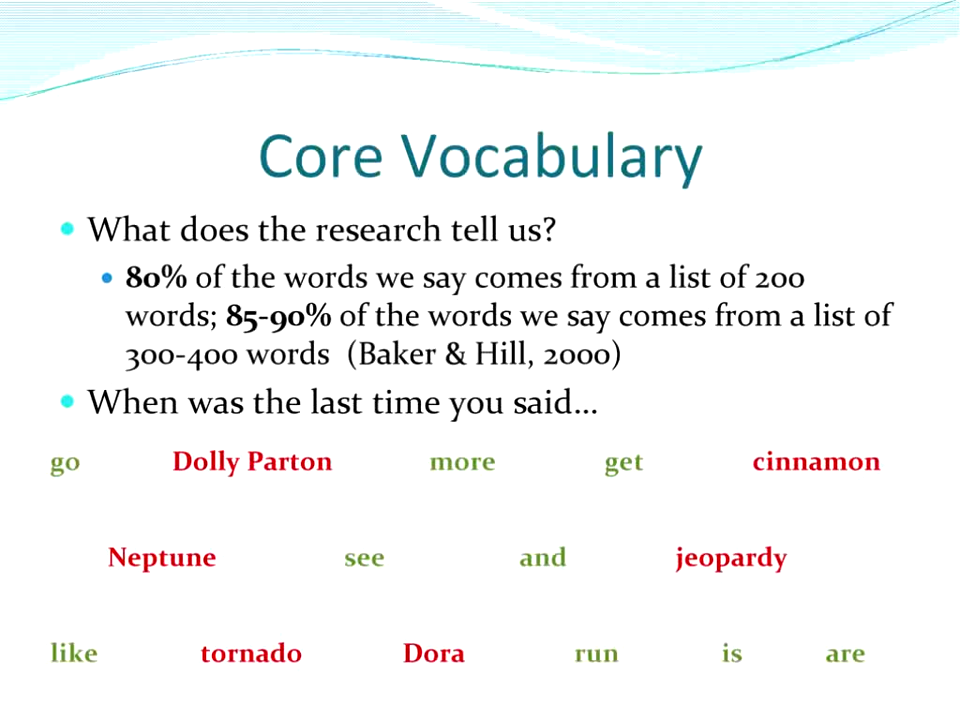 Core Vocabulary
• What does the research tell us?
• 80% of the words we say comes from a list of 200
words; 85-90% of the words we say comes from a list of
300-400 words (Baker & Hill, 2000)
• When was the last time you said...
go Dolly Parton more get cinnamon
Neptune see and jeopardy
like tornado Dora run is are